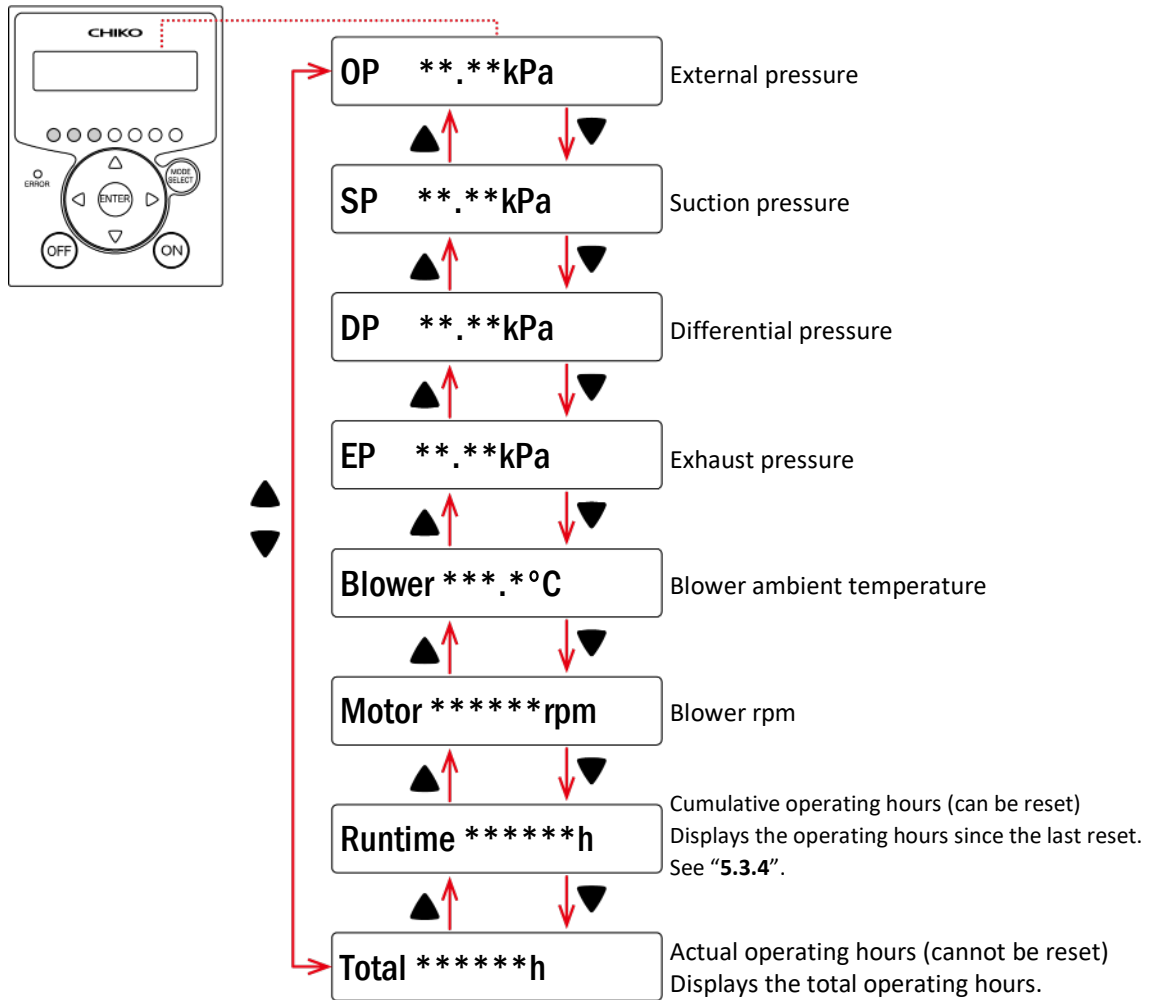 CHIKO
ERROR
MODE
SELECT
ENTER
OFF
ON
OP **.**kPa
External pressure
SP **.**kPa
Suction pressure
DP **.**kPa
Differential pressure
EP **.**kPa
Exhaust pressure
Blower ***.*°C
Blower ambient temperature
Motor ******rpm
Blower rpm
Runtime ******h
Cumulative operating hours (can be reset)
Displays the operating hours since the last reset.
See “5.3.4”.
Total ******h
Actual operating hours (cannot be reset)
Displays the total operating hours.